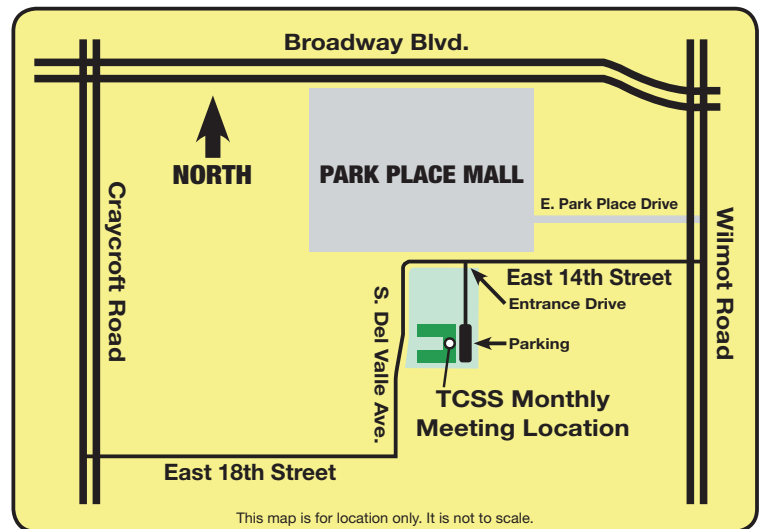 Broadway Blvd.
NORTH
PARK PLACE MALL
E. Park Place Drive
Craycroft Road
Wilmot Road
East 14th Street
Entrance Drive
S. Del Valle Ave.
Parking
TCSS Monthly
Meeting Location
East 18th Street
This map is for location only. It is not to scale.